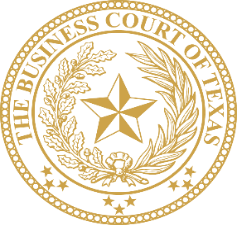 THE BUSINESS COURT OF TEXAS